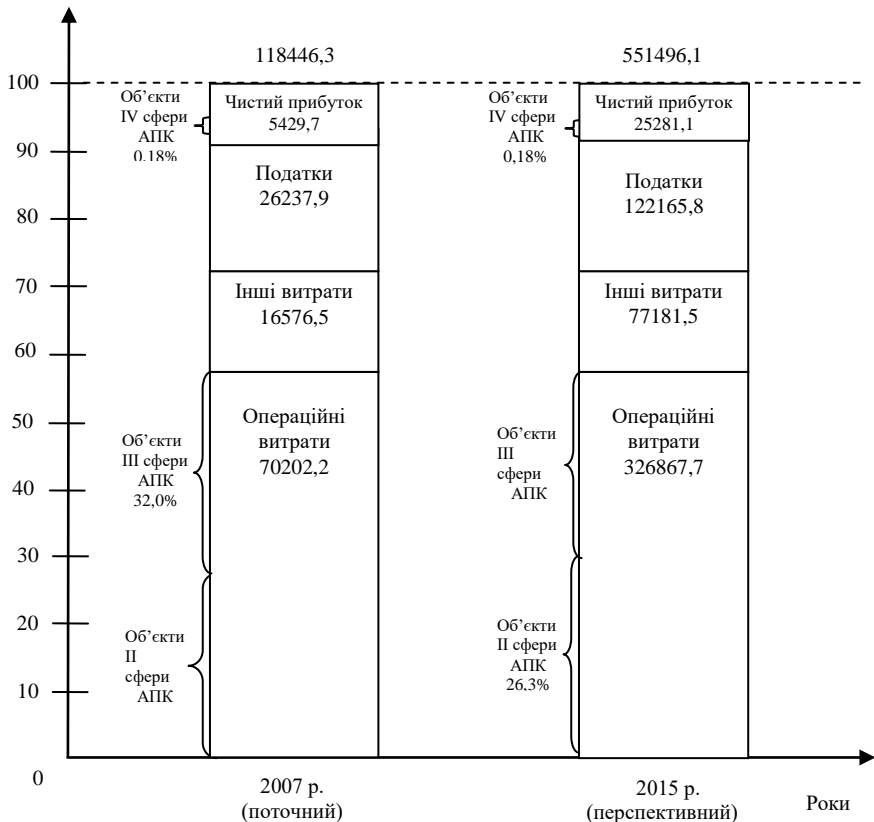 118446,3
551496,1
100
90
80
70
60
50
40
30
20
10
0
Об’єкти
IV сфери
АПК
0,18%
Чистий прибуток
5429,7
Податки
26237,9
Інші витрати
16576,5
Операційні
витрати
70202,2
Об’єкти
III сфери
АПК
32,0%
Об’єкти
II
сфери
АПК
Об’єкти
IV сфери
АПК
0,18%
Чистий прибуток
25281,1
Податки
122165,8
Інші витрати
77181,5
Операційні
витрати
326867,7
Об’єкти
III
сфери
АПК
Об’єкти
II сфери
АПК
26,3%
2007 р.
(поточний)
2015 р.
(перспективний)
Роки